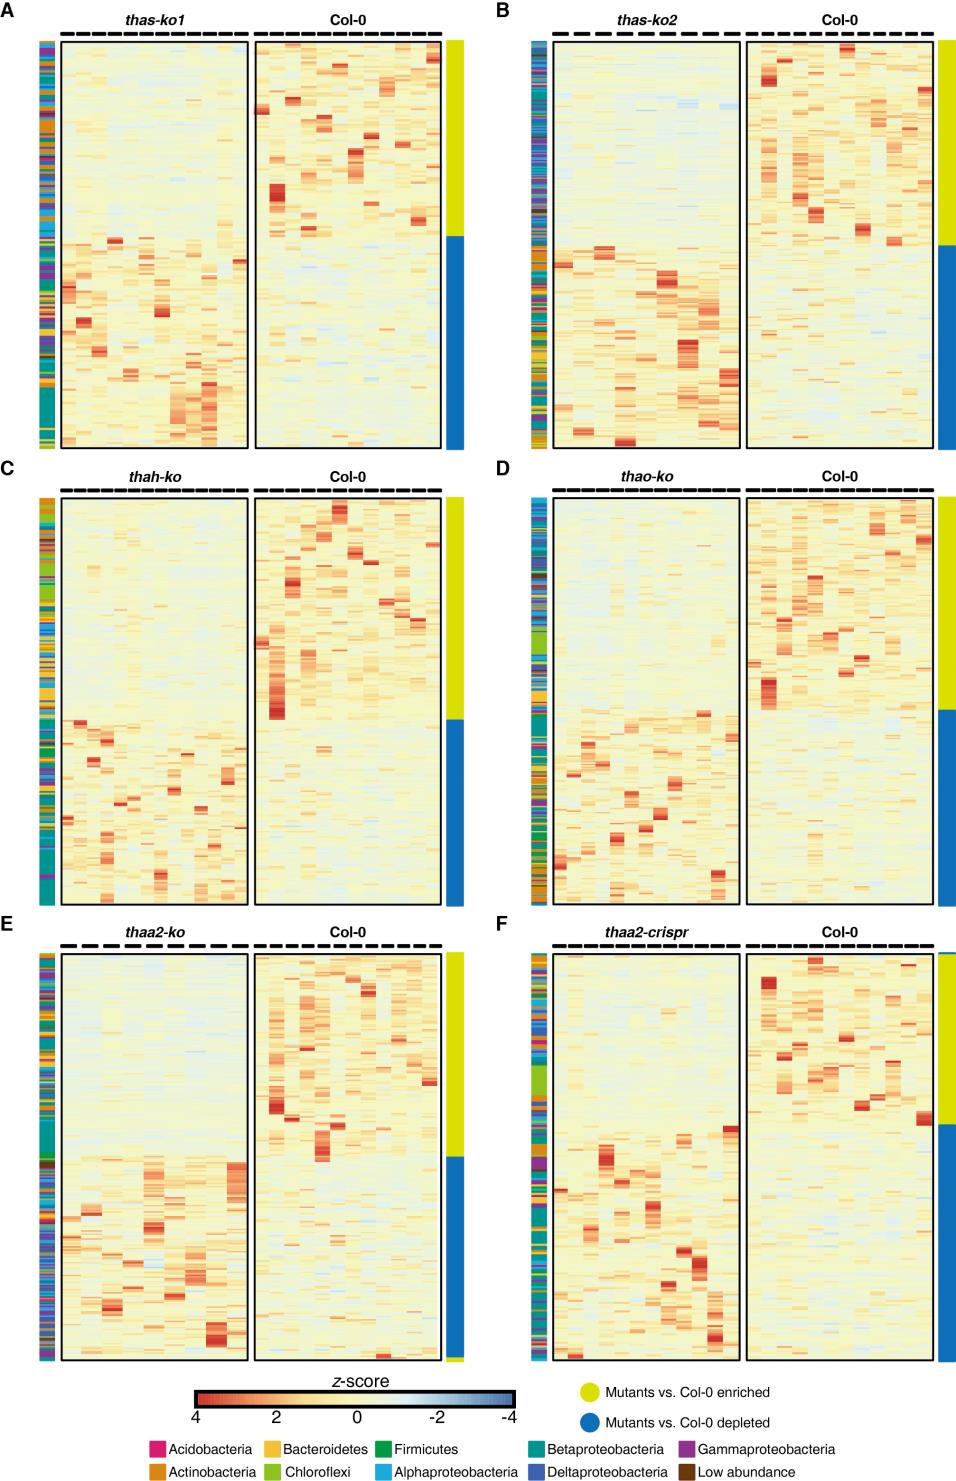 A
thas-ko1
Col-0
B
thas-ko2
Col-0
C
thah-ko
Col-0
D
thao-ko
Col-0
E
thaa2-ko
Col-0
F
thaa2-crispr
Col-0
z-score
4 2 0 -2 -4
Mutants vs. Col-0 enriched
Mutants vs. Col-0 depleted
Acidobacteria Bacteroidetes Firmicutes Betaproteobacteria Gammaproteobacteria
Actinobacteria Chloroflexi Alphaproteobacteria Deltaproteobacteria Low abundance